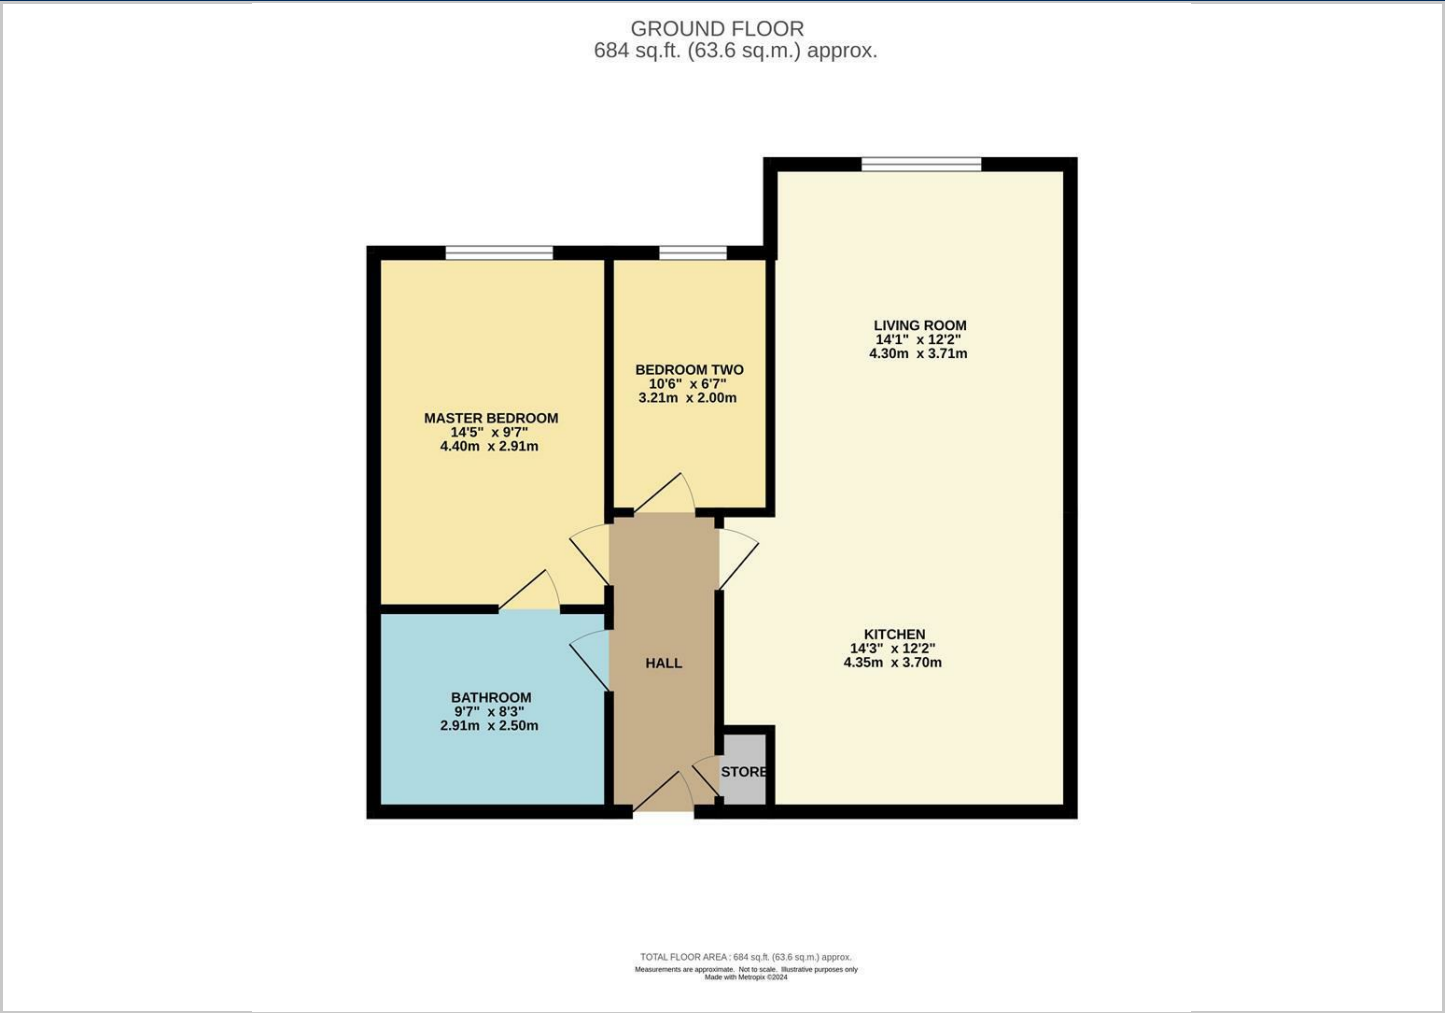 GROUND FLOOR
684 sq.ft. (63.6 sq.m.) approx.
LIVING ROOM
14'1" x 12'2"
4.30m x 3.71m
BEDROOM TWO
10'6" x 6'7"
3.21m x 2.00m
MASTER BEDROOM
14'5" x 9'7"
4.40m x 2.91m
KITCHEN
14'3" x 12'2"
4.35m x 3.70m
HALL
BATHROOM
9'7" x 8'3"
2.91m x 2.50m
STORE
TOTAL FLOOR AREA : 684 sq.ft. (63.6 sq.m.) approx.
Measurements are approximate. Not to scale. Illustrative purposes only
Made with Metropix ©2024